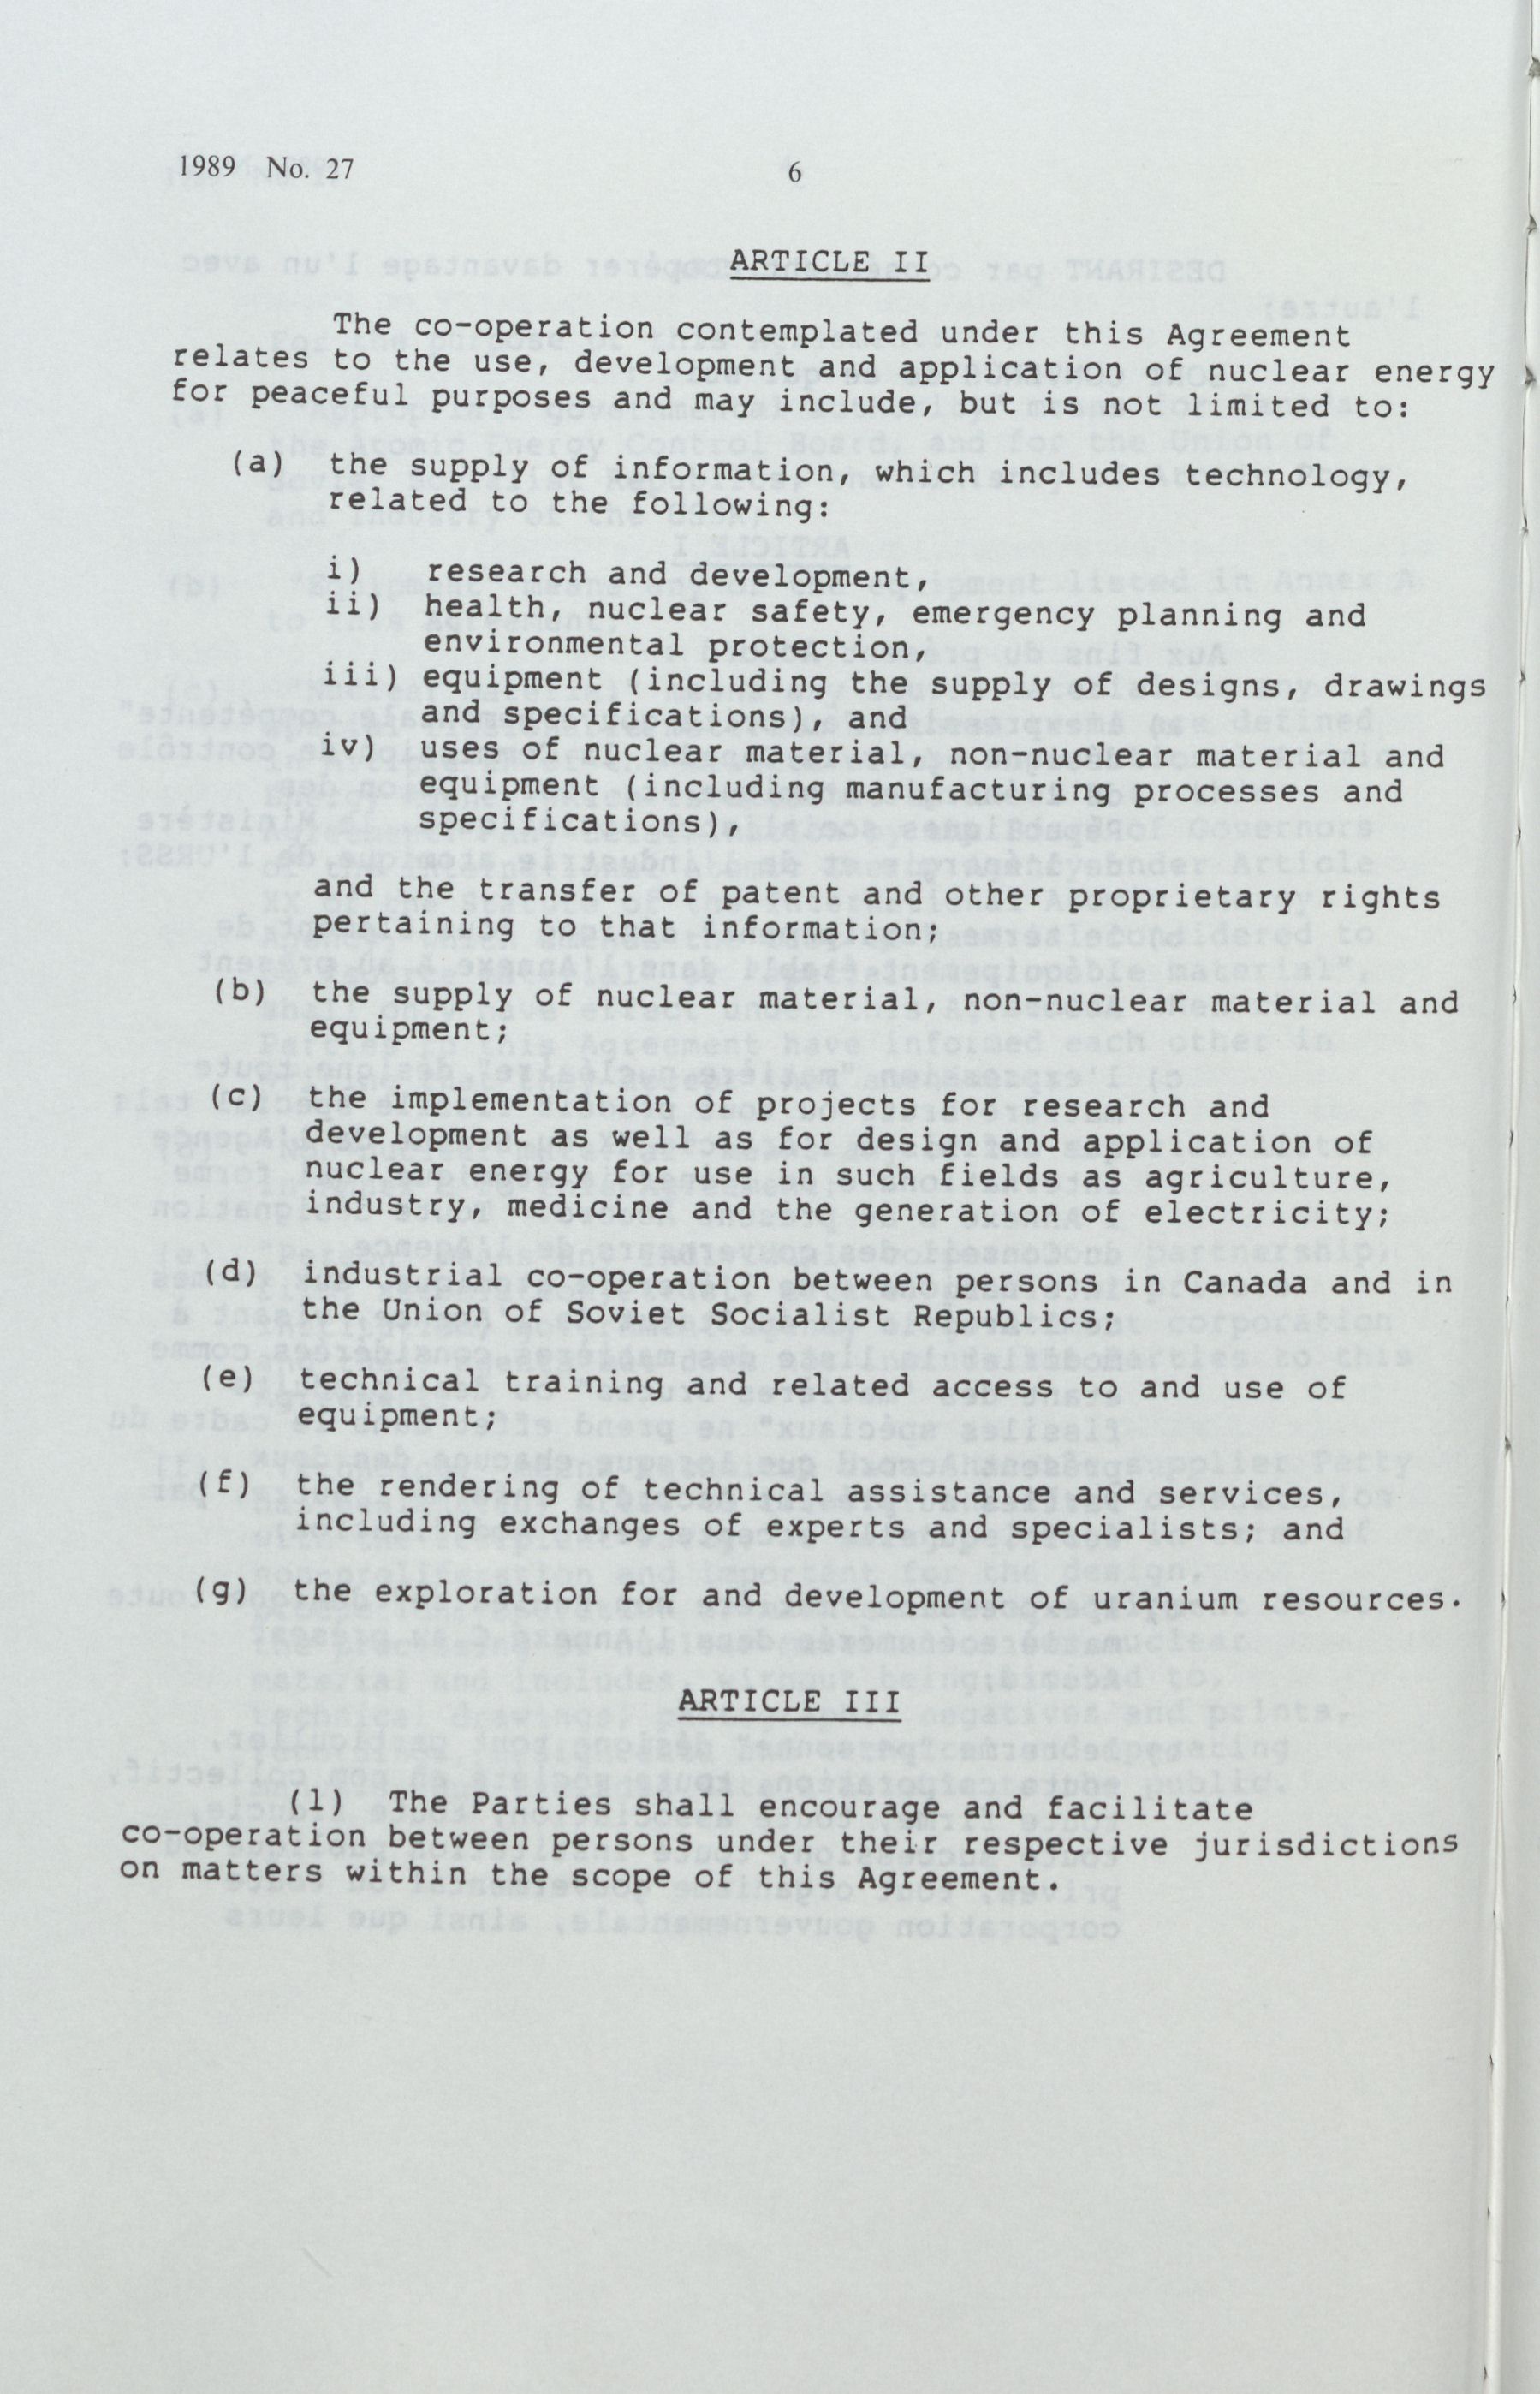 1989 No. 27
6
ARTICLE II
The co-operation contemplated under this Agreement
relates to the use, development and application of nuclear energy
for peaceful purposes and may include, but is not limited to:
(a) the supply of information, which includes technology,
related to the following:
i) research and development,
ii) health, nuclear safety, emergency planning and
environmental protection,
iii) equipment (including the supply of designs, drawings
and specifications), and
iv) uses of nuclear material, non-nuclear material and
equipment (including manufacturing processes and
specifications),
and the transfer of patent and other proprietary rights
pertaining to that information;
(b) the supply of nuclear material, non-nuclear material and
equipment;
(c) the implementation of projects for research and
development as well as for design and application of
nuclear energy for use in such fields as agriculture,
industry, medicine and the generation of electricity;
(d) industrial co-operation between persons in Canada and in
the Union of Soviet Socialist Republics;
(e) technical training and related access to and use of
equipment;
(f) the rendering of technical assistance and services,
including exchanges of experts and specialists; and
(g) the exploration for and development of uranium resources.
ARTICLE III
(1) The Parties shall encourage and facilitate
co-operation between persons under their respective jurisdictions
on matters within the scope of this Agreement.